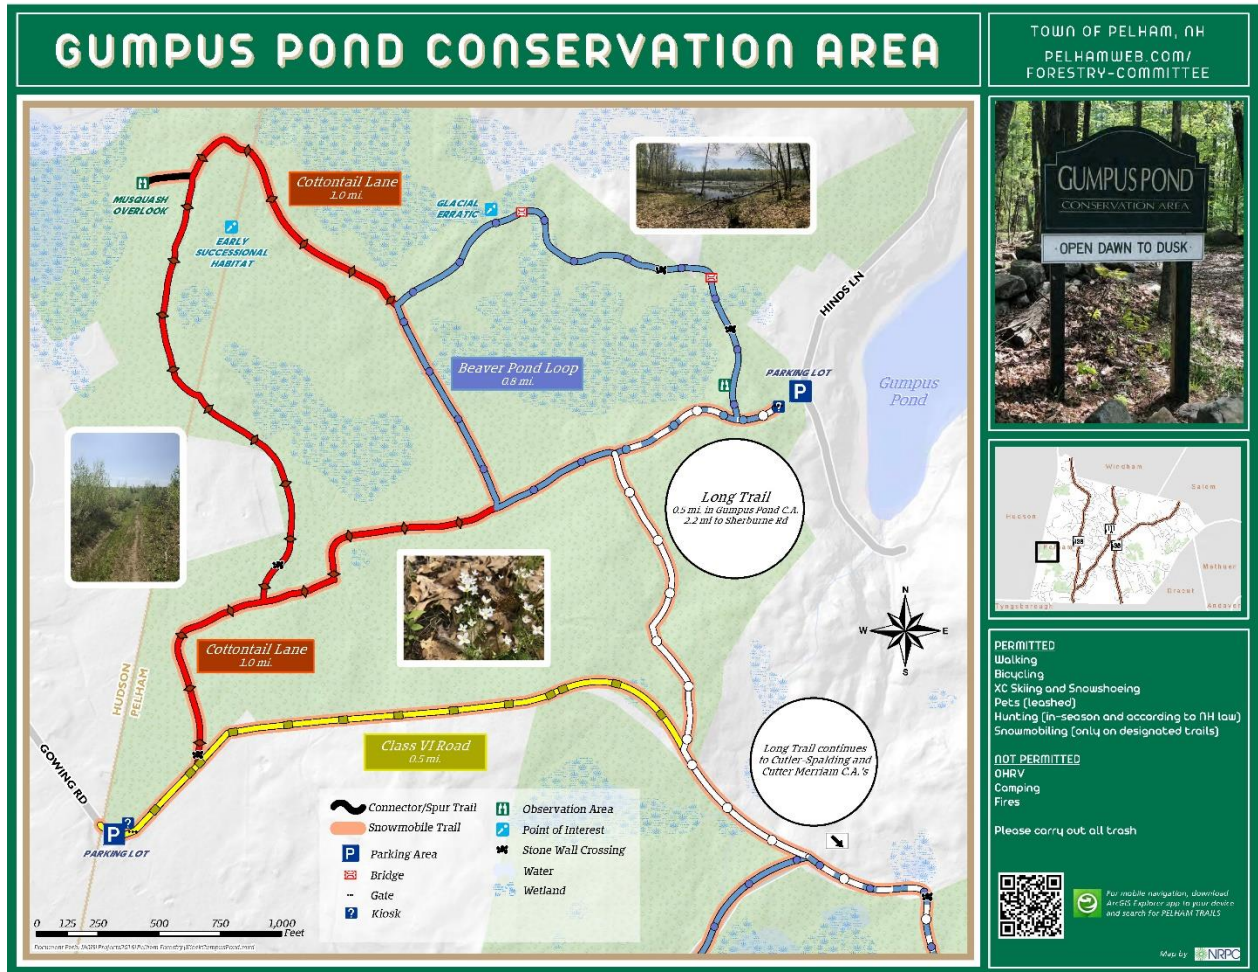 GUMPUS POND CONSERVATION AREA
TOWN OF PELHAM, NH
PELHAMWEB.COM/
FORESTRY-COMMITTEE
GUMPUS POND
CONSERVATION AREA
·OPEN DAWN TO DUSK·
Cottontail Lane
1.0 mi.
MUSQUASH
OVERLOOK
EARLY
SUCCESSIONAL
HABITAT
GLACIAL
ERRATIC
HINDS LN
Beaver Pond Loop
0.8 mi.
PARKING LOT
P
?
Gumpus
Pond
Long Trail
0.5 mi. in Gumpus Pond C.A.
2.2 mi to Sherburne Rd
N
W E
S
Cottontail Lane
1.0 mi.
HUDSON
PELHAM
Class VI Road
0.5 mi.
Long Trail continues
to Cutler-Spalding and
Cutter Merriam C.A.'s
GOWING RD
P
?
PARKING LOT
Connector/Spur Trail
Snowmobile Trail
P Parking Area
Bridge
Gate
? Kiosk
Observation Area
Point of Interest
Stone Wall Crossing
Water
Wetland
0 125 250 500 750 1,000
Feet
Windham
Salem
Hudson
Pelham
38
Methuen
Dracut
Tyngsborough
Andover
PERMITTED
Walking
Bicycling
XC Skiing and Snowshoeing
Pets (leashed)
Hunting (in-season and according to NH law)
Snowmobiling (only on designated trails)
NOT PERMITTED
OHRV
Camping
Fires
Please carry out all trash
For mobile navigation, download
ArcGIS Explorer app to your device
and search for PELHAM TRAILS
Map by NRPC